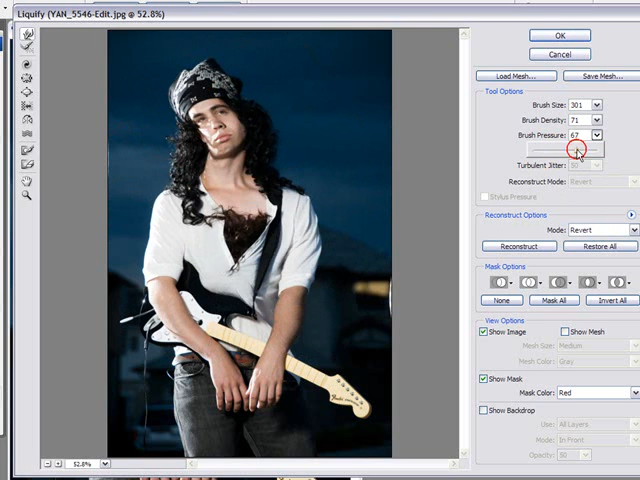 Liquify (YAN_5546-Edit.jpg @ 52.8%)
OK
Cancel
Load Mesh... Save Mesh...
Tool Options
Brush Size: 301
Brush Density: 71
Brush Pressure: 67
Turbulent Jitter: 50
Reconstruct Mode: Revert
Stylus Pressure
Reconstruct Options
Mode: Revert
Reconstruct Restore All
Mask Options
None Mask All Invert All
View Options
Show Image Show Mesh
Mesh Size: Medium
Mesh Color: Gray
Show Mask
Mask Color: Red
Show Backdrop
Use: All Layers
Mode: In Front
Opacity: 50
52.8%